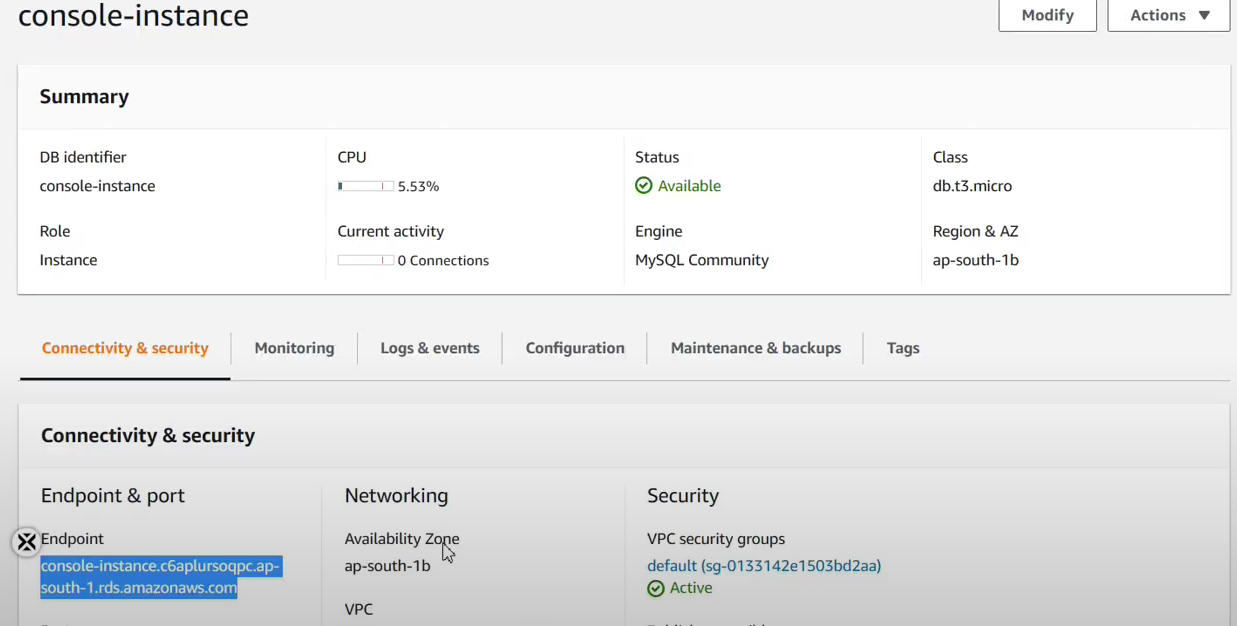 console-instance
Modify
Actions
Summary
DB identifier
CPU
Status
Class
console-instance
5.53%
Available
db.t3.micro
Role
Current activity
Engine
Region & AZ
Instance
0 Connections
MySQL Community
ap-south-1b
Connectivity & security
Monitoring
Logs & events
Configuration
Maintenance & backups
Tags
Connectivity & security
Endpoint & port
Networking
Security
Endpoint
Availability Zone
VPC security groups
console-instance.c6aplursoqpc.ap-
south-1.rds.amazonaws.com
ap-south-1b
default (sg-0133142e1503bd2aa)
Active
VPC